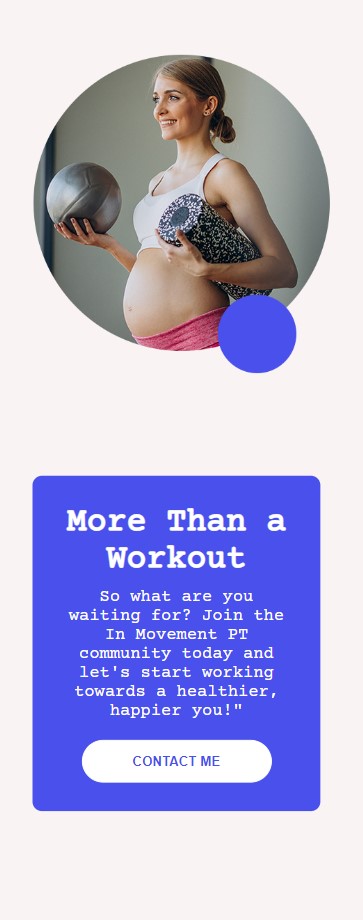 More Than a
Workout
So what are you
waiting for? Join the
In Movement PT
community today and
let's start working
towards a healthier,
happier you!"
CONTACT ME